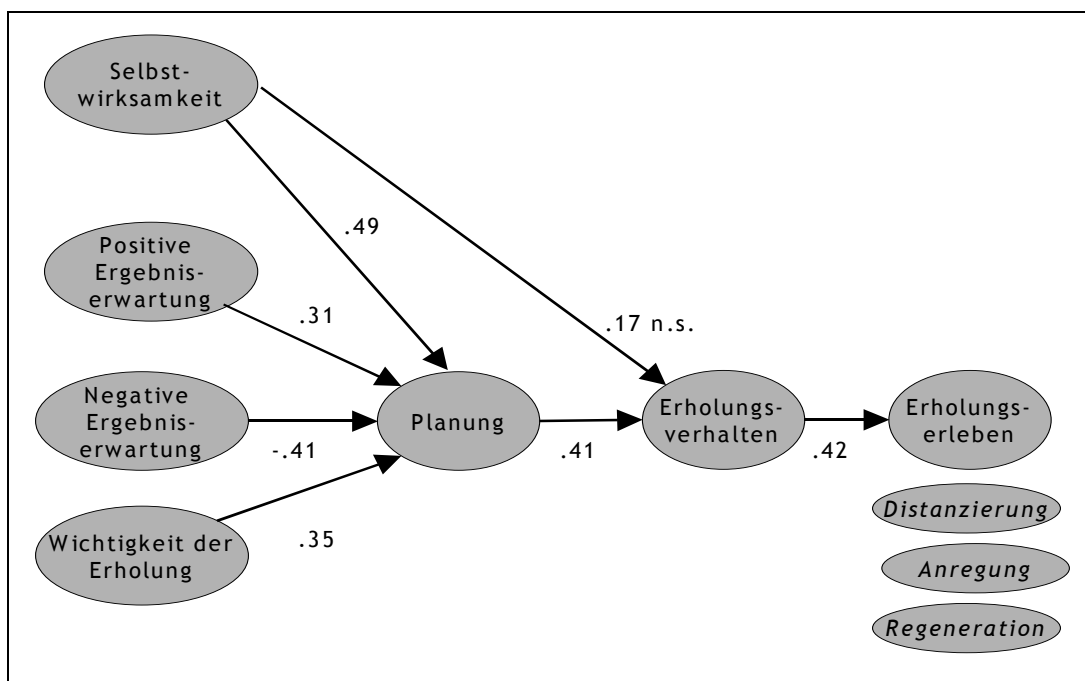 Selbst-
wirksamkeit
.49
Positive
Ergebnis-
erwartung
.31
.17 n.s.
Negative
Ergebnis-
erwartung
-.41
Planung
.41
Erholungs-
verhalten
.42
Erholungs-
erleben
Wichtigkeit der
Erholung
.35
Distanzierung
Anregung
Regeneration